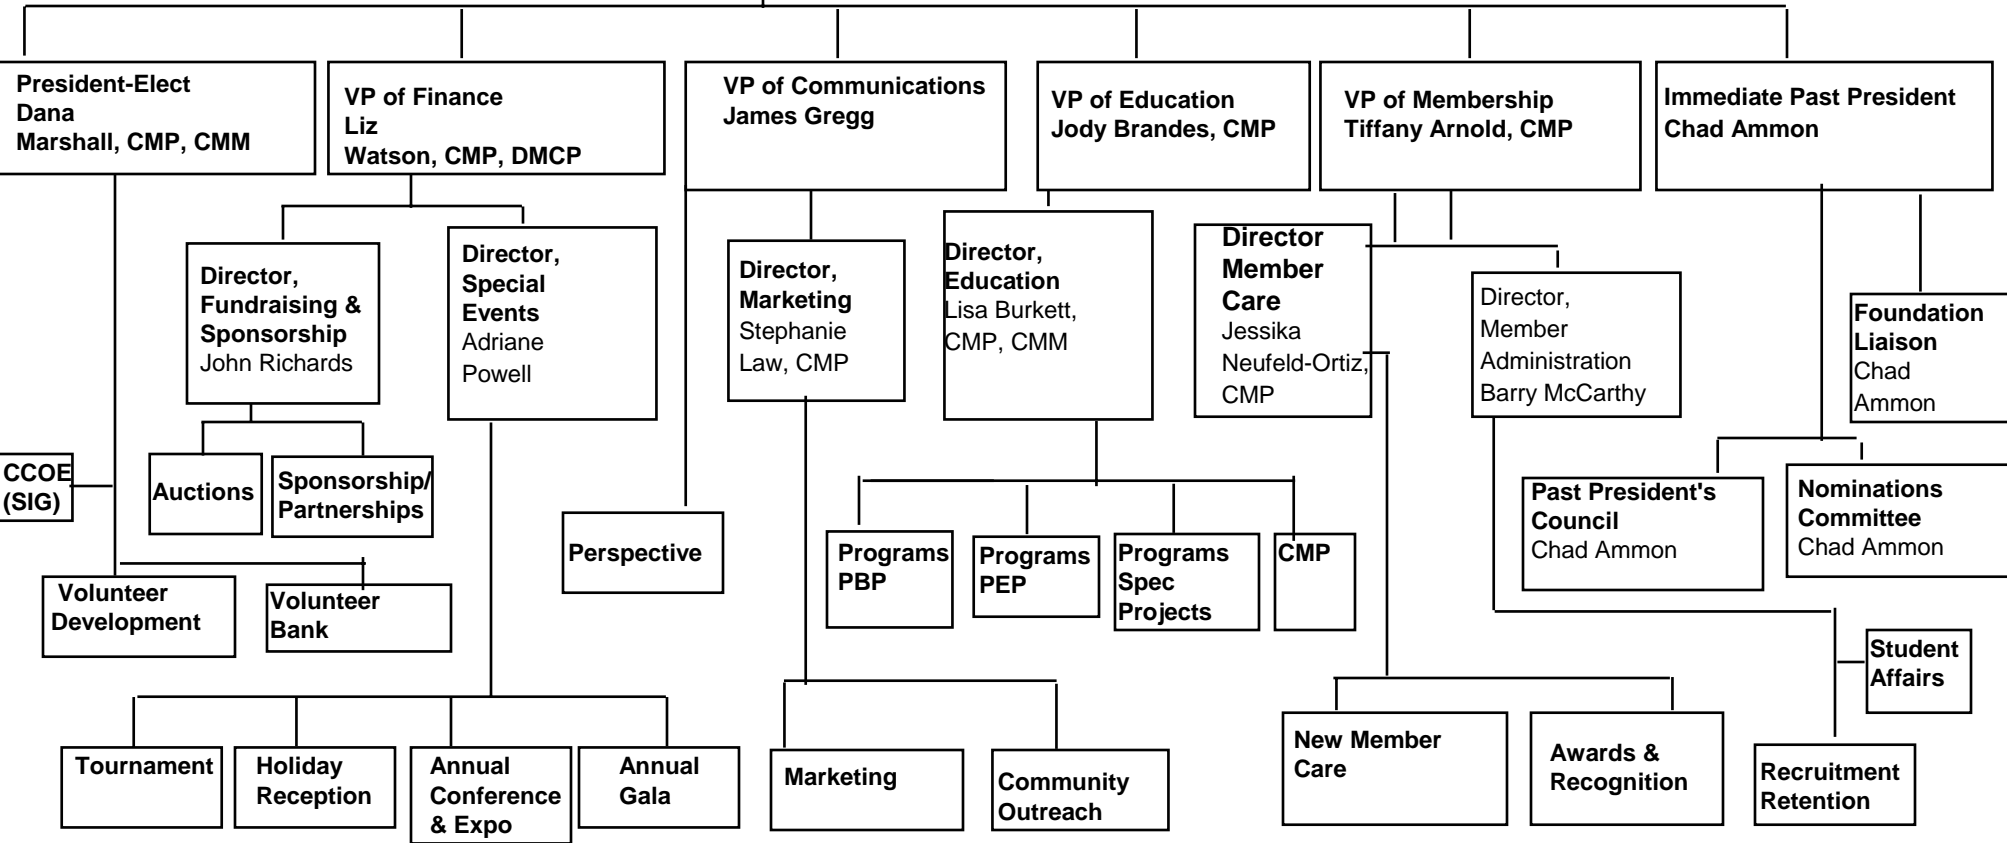 President-Elect
Dana
Marshall, CMP, CMM
VP of Finance
Liz
Watson, CMP, DMCP
VP of Communications
James Gregg
VP of Education
Jody Brandes, CMP
VP of Membership
Tiffany Arnold, CMP
Immediate Past President
Chad Ammon
Director,
Fundraising &
Sponsorship
John Richards
Director,
Special
Events
Adriane
Powell
Director,
Marketing
Stephanie
Law, CMP
Director,
Education
Lisa Burkett,
CMP, CMM
Director
Member
Care
Jessika
Neufeld-Ortiz,
CMP
Director,
Member
Administration
Barry McCarthy
Foundation
Liaison
Chad
Ammon
CCOE
(SIG)
Auctions
Sponsorship/
Partnerships
Perspective
Programs
PBP
Programs
PEP
Programs
Spec
Projects
CMP
Past President's
Council
Chad Ammon
Nominations
Committee
Chad Ammon
Volunteer
Development
Volunteer
Bank
Student
Affairs
Tournament
Holiday
Reception
Annual
Conference
& Expo
Annual
Gala
Marketing
Community
Outreach
New Member
Care
Awards &
Recognition
Recruitment
Retention